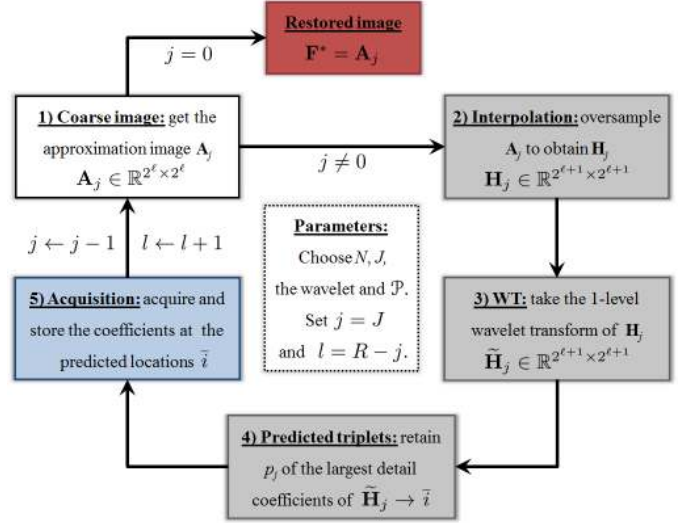 Restored image
F* = A_j
j = 0
1) Coarse image: get the
approximation image A_j
A_j ∈ ℝ^{2^ℓ×2^ℓ}
j ≠ 0
2) Interpolation: oversample
A_j to obtain H_j
H_j ∈ ℝ^{2^{ℓ+1}×2^{ℓ+1}}
j ← j − 1 l ← l + 1
Parameters:
Choose N, J,
the wavelet and 𝒫.
Set j = J
and l = R − j.
3) WT: take the 1-level
wavelet transform of H_j
H̃_j ∈ ℝ^{2^{ℓ+1}×2^{ℓ+1}}
5) Acquisition: acquire and
store the coefficients at the
predicted locations ī
4) Predicted triplets: retain
p_j of the largest detail
coefficients of H̃_j → ī